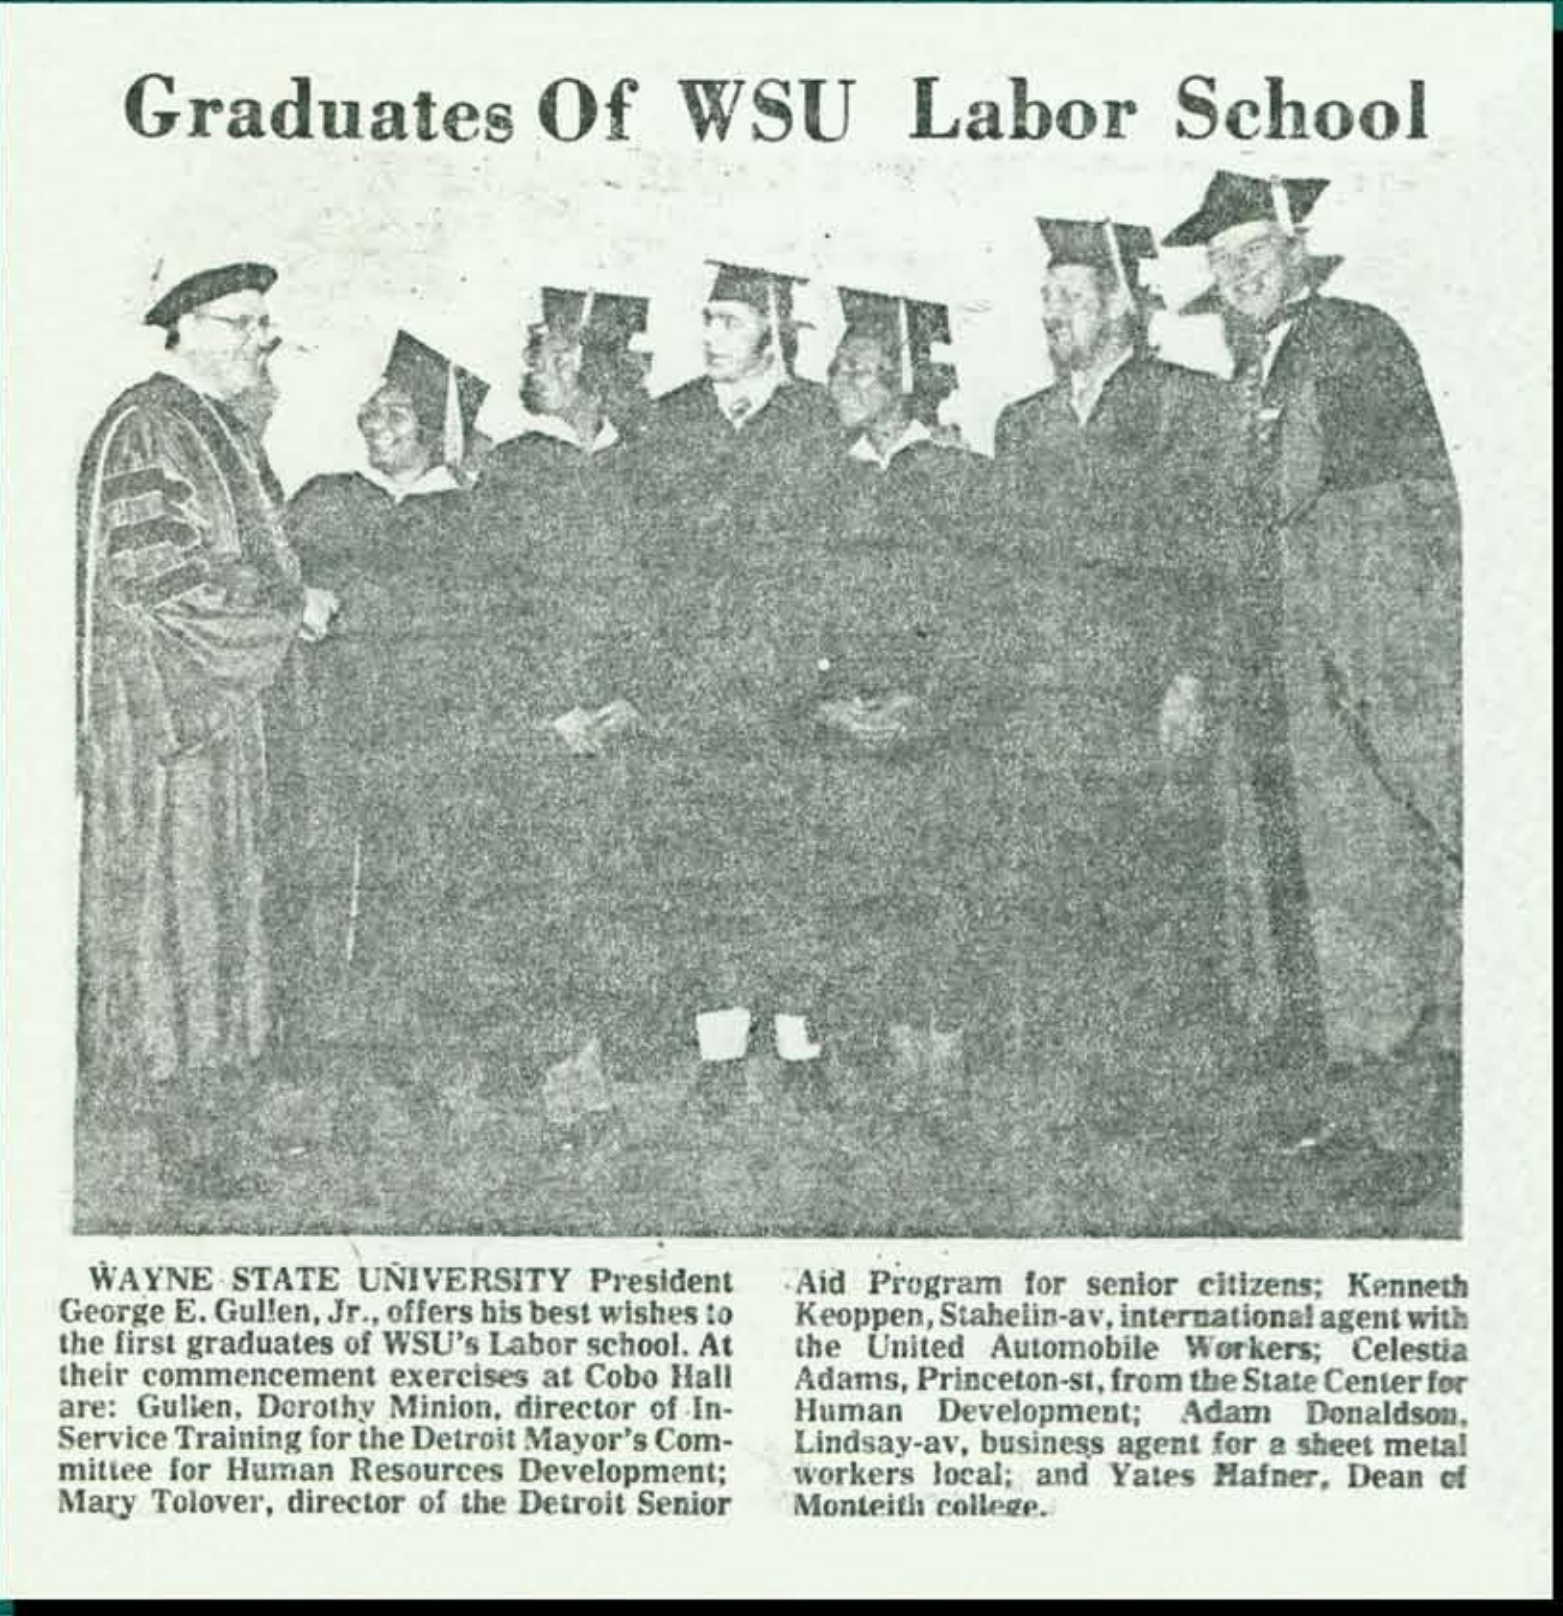 Graduates Of WSU Labor School
WAYNE STATE UNIVERSITY President
George E. Gullen, Jr., offers his best wishes to
the first graduates of WSU's Labor school. At
their commencement exercises at Cobo Hall
are: Gullen, Dorothy Minion, director of In-
Service Training for the Detroit Mayor's Com-
mittee for Human Resources Development;
Mary Tolover, director of the Detroit Senior
Aid Program for senior citizens; Kenneth
Keoppen, Stahelin-av, international agent with
the United Automobile Workers; Celestia
Adams, Princeton-st, from the State Center for
Human Development; Adam Donaldson,
Lindsay-av, business agent for a sheet metal
workers local; and Yates Hafner, Dean of
Monteith college.